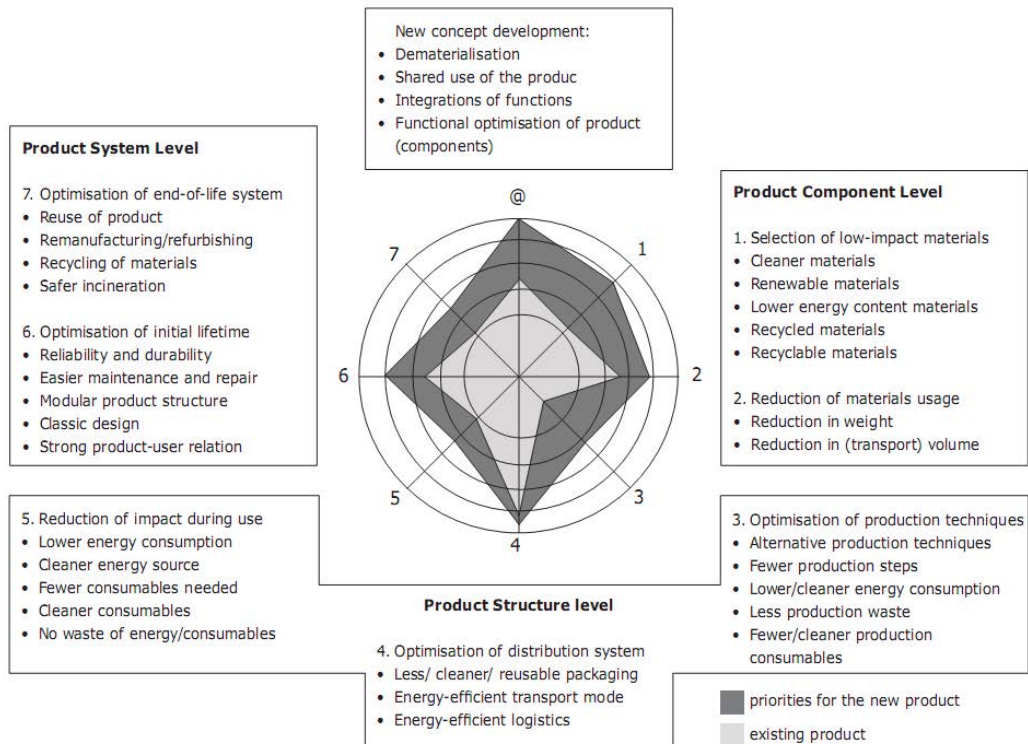 New concept development:
• Dematerialisation
• Shared use of the produc
• Integrations of functions
• Functional optimisation of product
(components)
Product System Level
7. Optimisation of end-of-life system
• Reuse of product
• Remanufacturing/refurbishing
• Recycling of materials
• Safer incineration
6. Optimisation of initial lifetime
• Reliability and durability
• Easier maintenance and repair
• Modular product structure
• Classic design
• Strong product-user relation
@
1
2
3
4
5
6
7
Product Component Level
1. Selection of low-impact materials
• Cleaner materials
• Renewable materials
• Lower energy content materials
• Recycled materials
• Recyclable materials
2. Reduction of materials usage
• Reduction in weight
• Reduction in (transport) volume
5. Reduction of impact during use
• Lower energy consumption
• Cleaner energy source
• Fewer consumables needed
• Cleaner consumables
• No waste of energy/consumables
Product Structure level
4. Optimisation of distribution system
• Less/ cleaner/ reusable packaging
• Energy-efficient transport mode
• Energy-efficient logistics
3. Optimisation of production techniques
• Alternative production techniques
• Fewer production steps
• Lower/cleaner energy consumption
• Less production waste
• Fewer/cleaner production
consumables
priorities for the new product
existing product